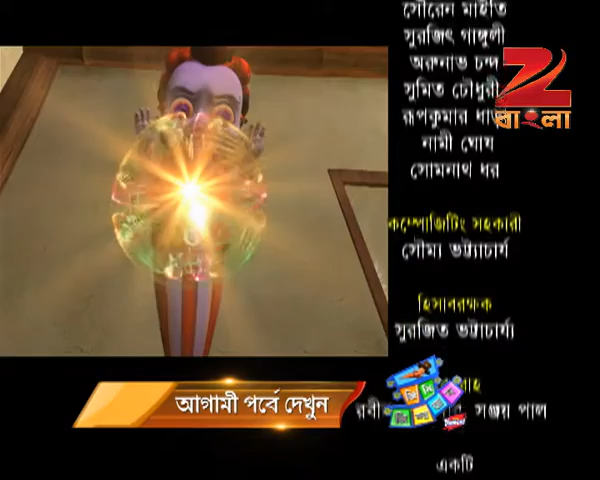 সৌরেন মাইতি
সুরজিৎ গাঙ্গুলী
অরুনাভ চন্দ
সুমিত চৌধুরী
রূপকুমার
নামী ঘোষ
সোমনাথ ধর
বাংলা
কম্পোজিটিং সহকারী
সৌম্য ভট্টাচার্য
হিসাবরক্ষক
সুরজিত ভট্টাচার্য্য
আগামী পর্বে দেখুন
সঞ্জয় পাল
একটি